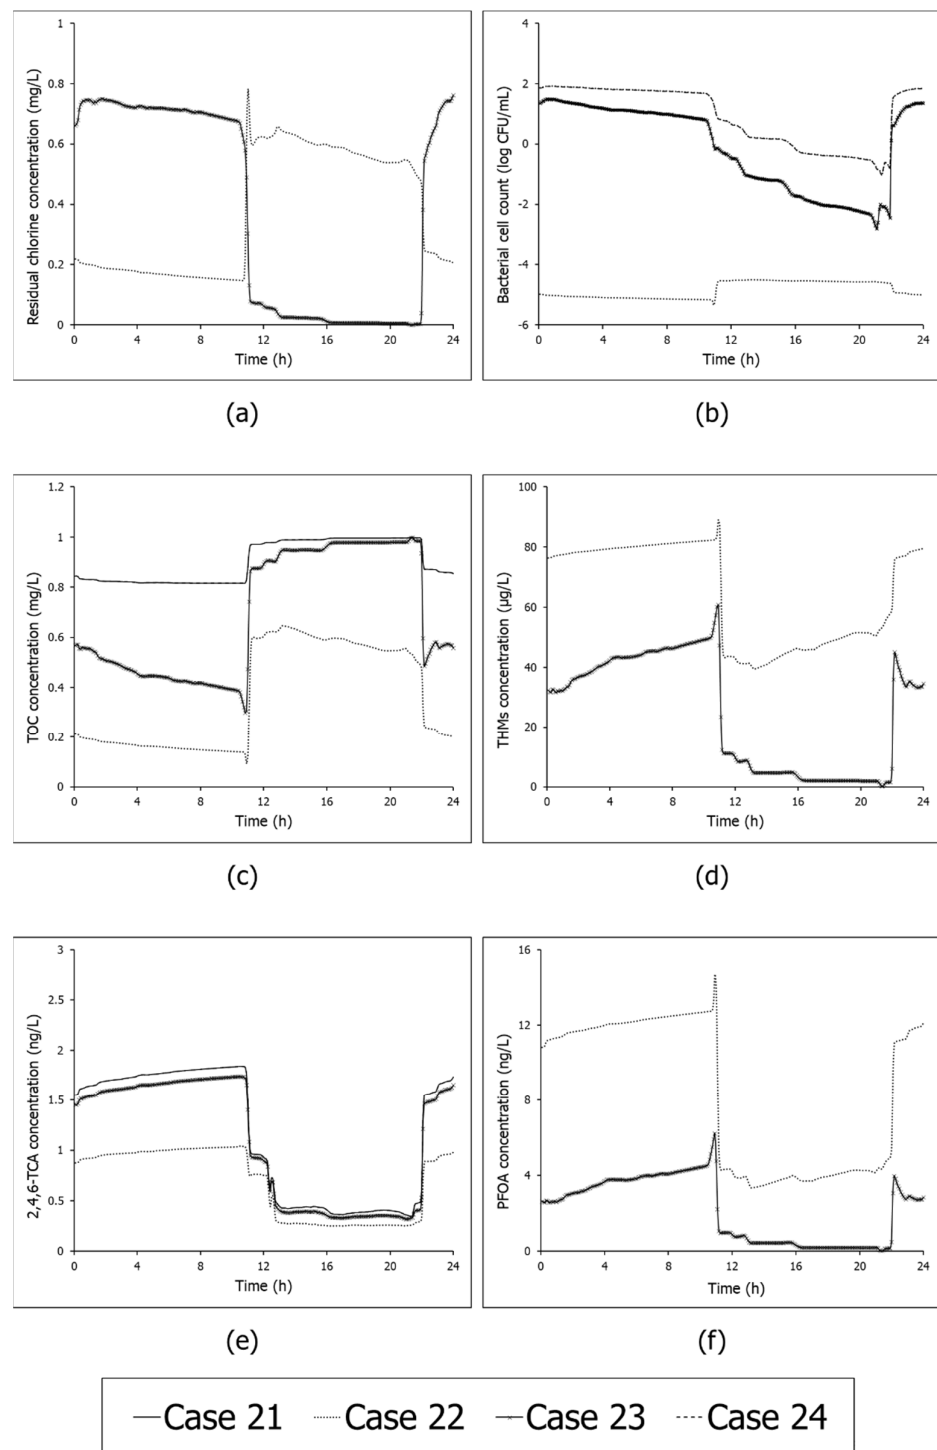 Residual chlorine concentration (mg/L)
1
0.8
0.6
0.4
0.2
0
0 4 8 12 16 20 24
Time (h)
(a)
Bacterial cell count (log CFU/mL)
4
2
0
-2
-4
-6
0 4 8 12 16 20 24
Time (h)
(b)
TOC concentration (mg/L)
1.2
1
0.8
0.6
0.4
0.2
0
0 4 8 12 16 20 24
Time (h)
(c)
THMs concentration (µg/L)
100
80
60
40
20
0
0 4 8 12 16 20 24
Time (h)
(d)
2,4,6-TCA concentration (ng/L)
3
2.5
2
1.5
1
0.5
0
0 4 8 12 16 20 24
Time (h)
(e)
PFOA concentration (ng/L)
16
12
8
4
0
0 4 8 12 16 20 24
Time (h)
(f)
Case 21 Case 22 Case 23 Case 24